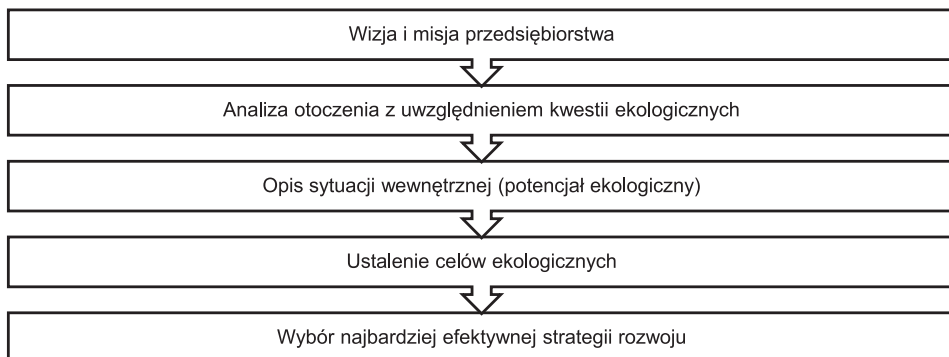 Wizja i misja przedsiębiorstwa
Analiza otoczenia z uwzględnieniem kwestii ekologicznych
Opis sytuacji wewnętrznej (potencjał ekologiczny)
Ustalenie celów ekologicznych
Wybór najbardziej efektywnej strategii rozwoju